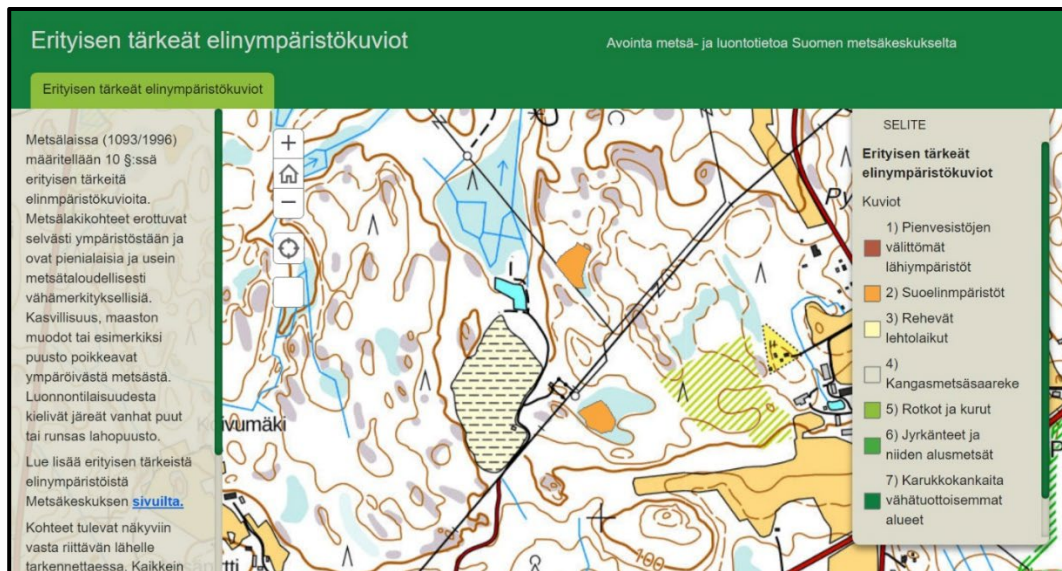 Erityisen tärkeät elinympäristökuviot
Avointa metsä- ja luontotietoa Suomen metsäkeskukselta
Erityisen tärkeät elinympäristökuviot
Metsälaissa (1093/1996)
määritellään 10 §:ssä
erityisen tärkeitä
elinmpäristökuvioita.
Metsälakikohteet erottuvat
selvästi ympäristöstään ja
ovat pienialaisia ja usein
metsätaloudellisesti
vähämerkityksellisiä.
Kasvillisuus, maaston
muodot tai esimerkiksi
puusto poikkeavat
ympäröivästä metsästä.
Luonnontilaisuudesta
kielivät järeät vanhat puut
tai runsas lahopuusto.
Lue lisää erityisen tärkeistä
elinympäristöistä
Metsäkeskuksen sivuilta.
Kohteet tulevat näkyviin
vasta riittävän lähelle
tarkennettaessa. Kaikkein
+
−
100
SELITE
Erityisen tärkeät
elinympäristökuviot
Kuviot
1) Pienvesistöjen
välittömät
lähiympäristöt
2) Suoelinmpäristöt
3) Rehevät
lehtolaikut
4)
Kangasmetsäsaareke
5) Rotkot ja kurut
6) Jyrkänteet ja
niiden alusmetsät
7) Karukkokankaita
vähätuottoisemmat
alueet